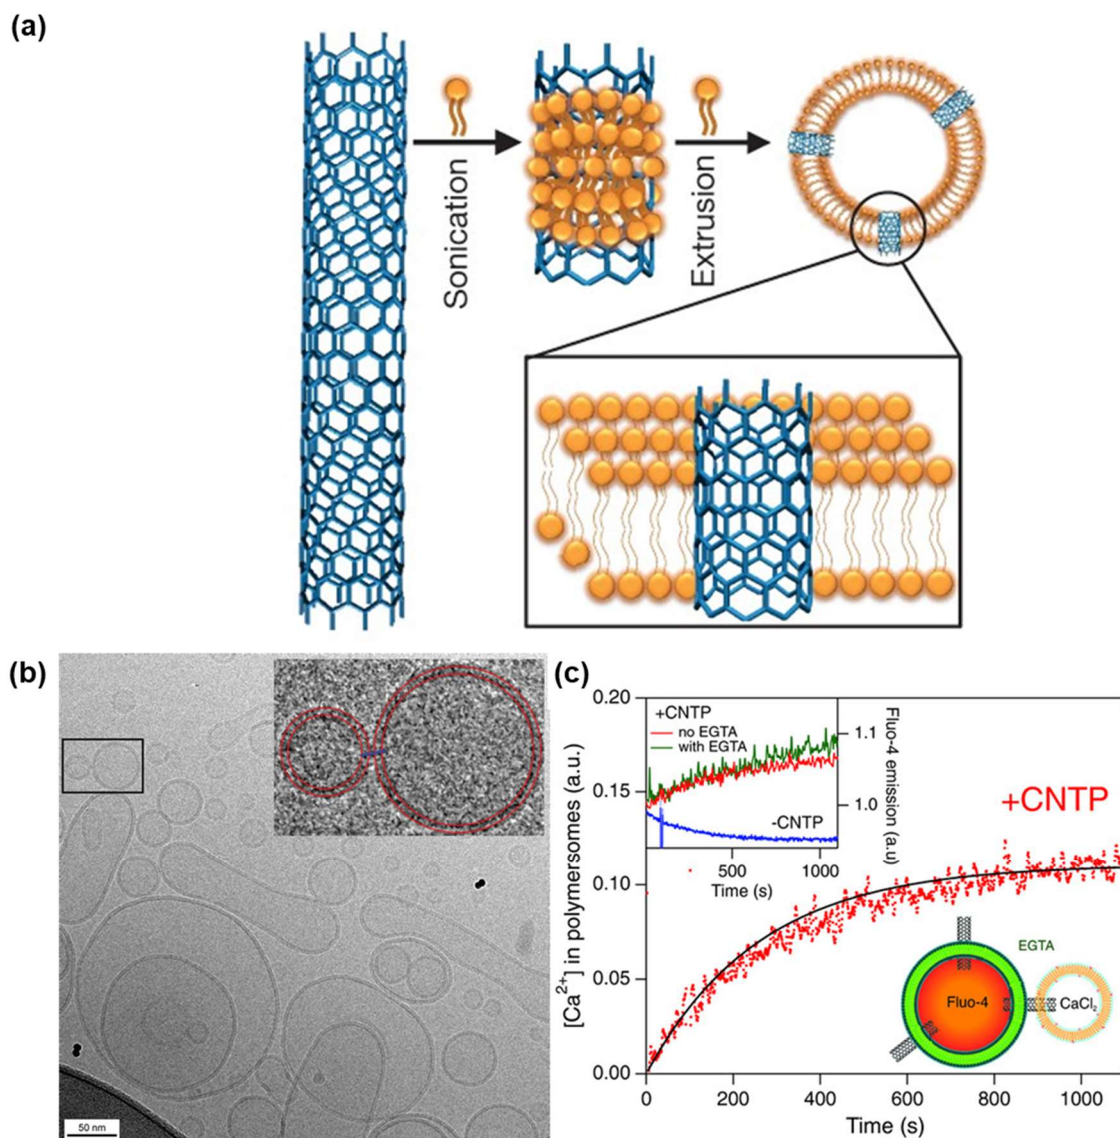 (a)
Sonication
Extrusion
(b)
50 nm
(c)
0.20
0.15
0.10
0.05
0.00
[Ca²⁺] in polymersomes (a.u.)
+CNTP
no EGTA
with EGTA
-CNTP
1.1
1.0
Fluo-4 emission (a.u)
500
1000
Time (s)
+CNTP
EGTA
Fluo-4
CaCl₂
0
200
400
600
800
1000
Time (s)